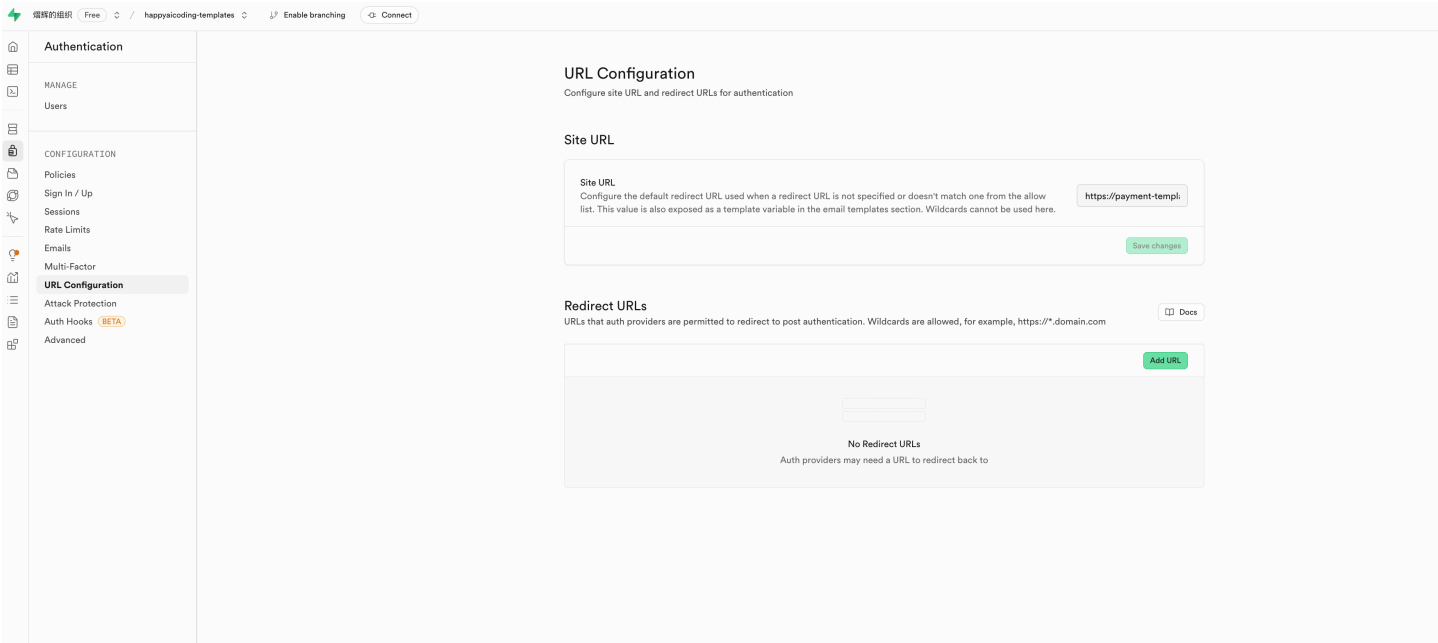 熠辉的组织 Free / happyaicoding-templates Enable branching Connect
Authentication
MANAGE
Users
CONFIGURATION
Policies
Sign In / Up
Sessions
Rate Limits
Emails
Multi-Factor
URL Configuration
Attack Protection
Auth Hooks BETA
Advanced
URL Configuration
Configure site URL and redirect URLs for authentication
Site URL
Site URL
Configure the default redirect URL used when a redirect URL is not specified or doesn't match one from the allow
list. This value is also exposed as a template variable in the email templates section. Wildcards cannot be used here.
https://payment-templ
Save changes
Redirect URLs
URLs that auth providers are permitted to redirect to post authentication. Wildcards are allowed, for example, https://*.domain.com
Docs
Add URL
No Redirect URLs
Auth providers may need a URL to redirect back to